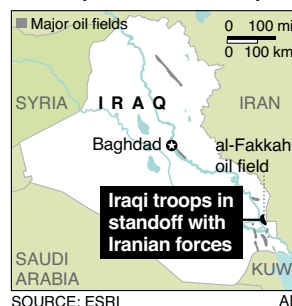 Major oil fields
0 100 mi
0 100 km
SYRIA
IRAQ
IRAN
Baghdad
al-Fakkah
oil field
Iraqi troops in
standoff with
Iranian forces
SAUDI
ARABIA
KUW
SOURCE: ESRI